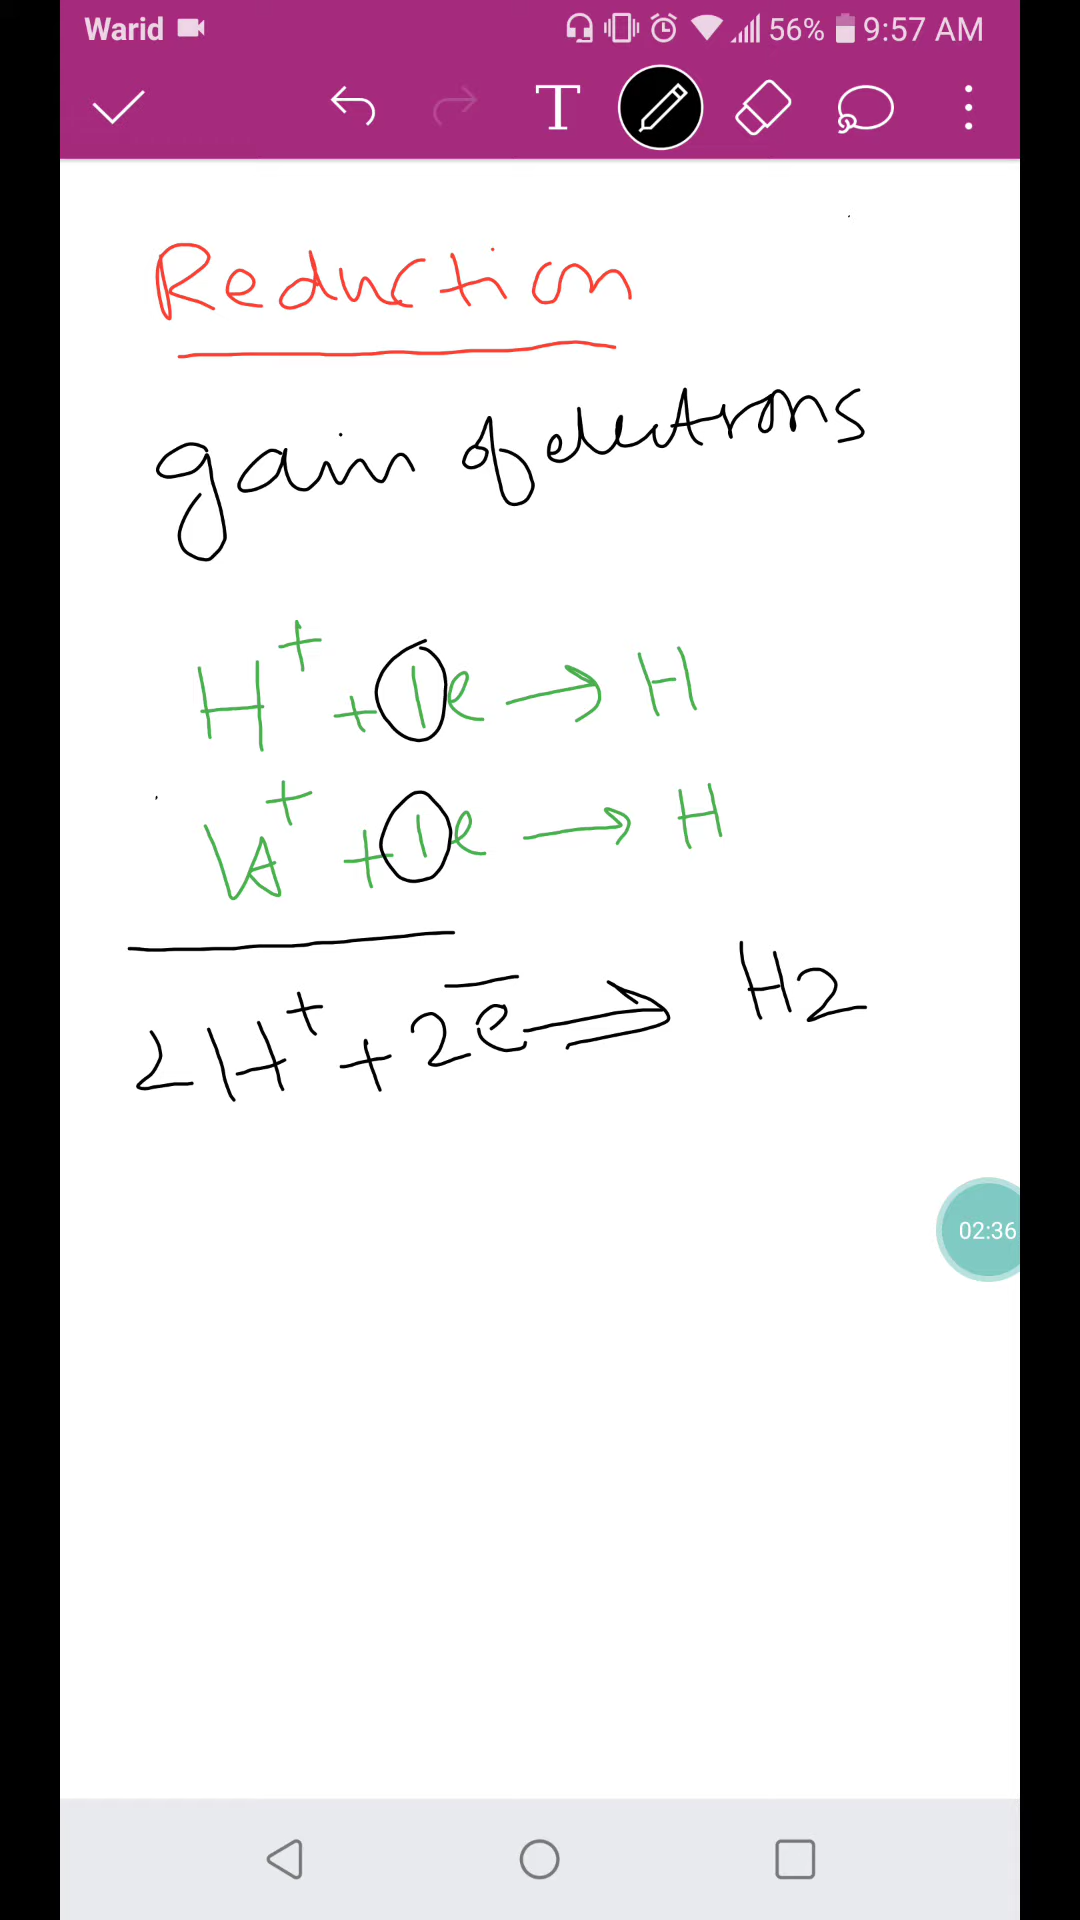 Warid 56% 9:57 AM
T
Reduction
gain of electrons
H⁺ + 1e → H
H⁺ + 1e → H
2H⁺ + 2e̅ → H2
02:36